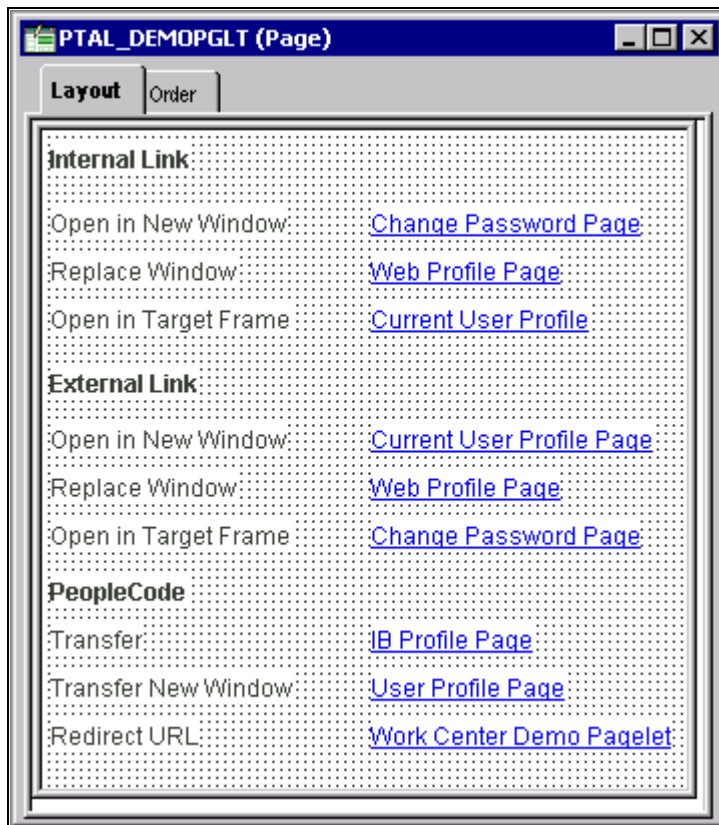 PTAL_DEMOPGLT (Page)
Layout Order
Internal Link
Open in New Window Change Password Page
Replace Window Web Profile Page
Open in Target Frame Current User Profile
External Link
Open in New Window Current User Profile Page
Replace Window Web Profile Page
Open in Target Frame Change Password Page
PeopleCode
Transfer IB Profile Page
Transfer New Window User Profile Page
Redirect URL Work Center Demo Pagelet